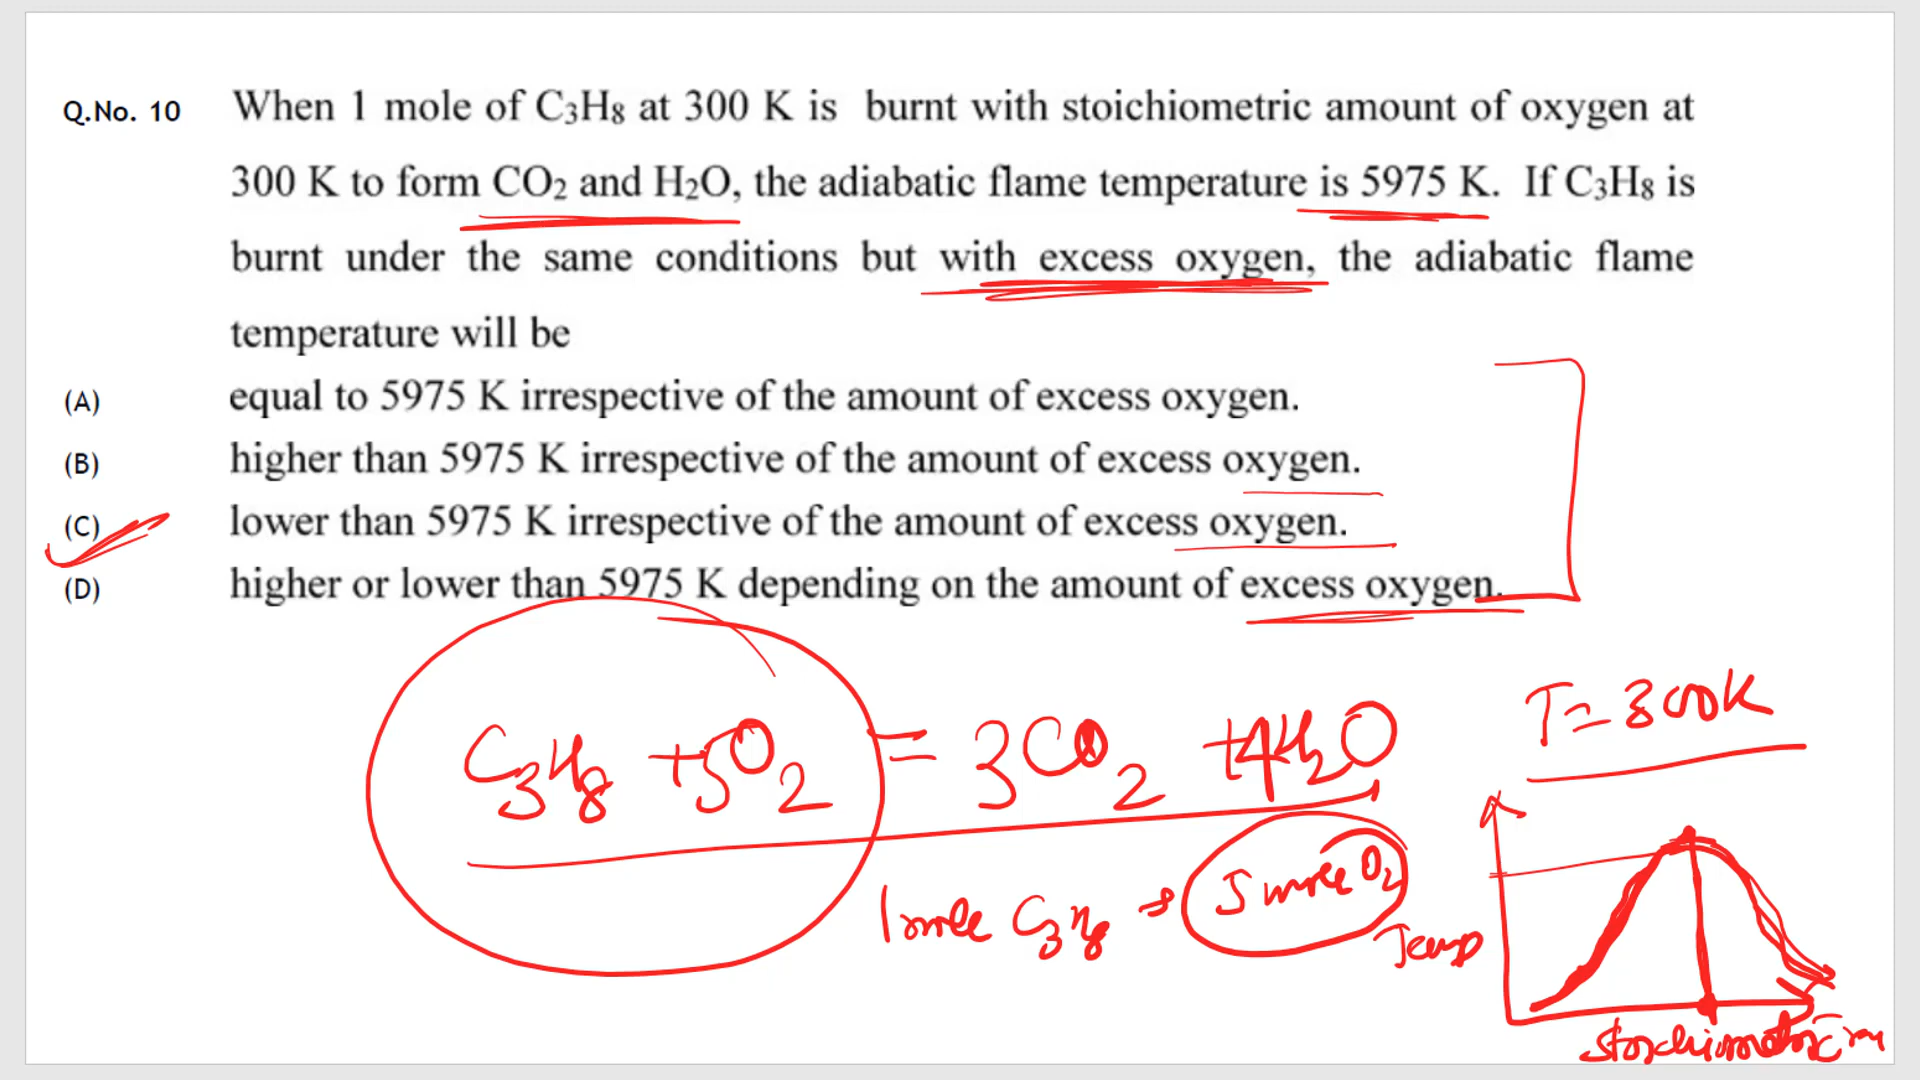 Q.No. 10 When 1 mole of C₃H₈ at 300 K is burnt with stoichiometric amount of oxygen at
300 K to form CO₂ and H₂O, the adiabatic flame temperature is 5975 K. If C₃H₈ is
burnt under the same conditions but with excess oxygen, the adiabatic flame
temperature will be
(A) equal to 5975 K irrespective of the amount of excess oxygen.
(B) higher than 5975 K irrespective of the amount of excess oxygen.
(C) lower than 5975 K irrespective of the amount of excess oxygen.
(D) higher or lower than 5975 K depending on the amount of excess oxygen.
T = 300K
C₃H₈ + 5O₂ = 3CO₂ + 4H₂O
1 mole C₃H₈ → 5 mole O₂
Temp